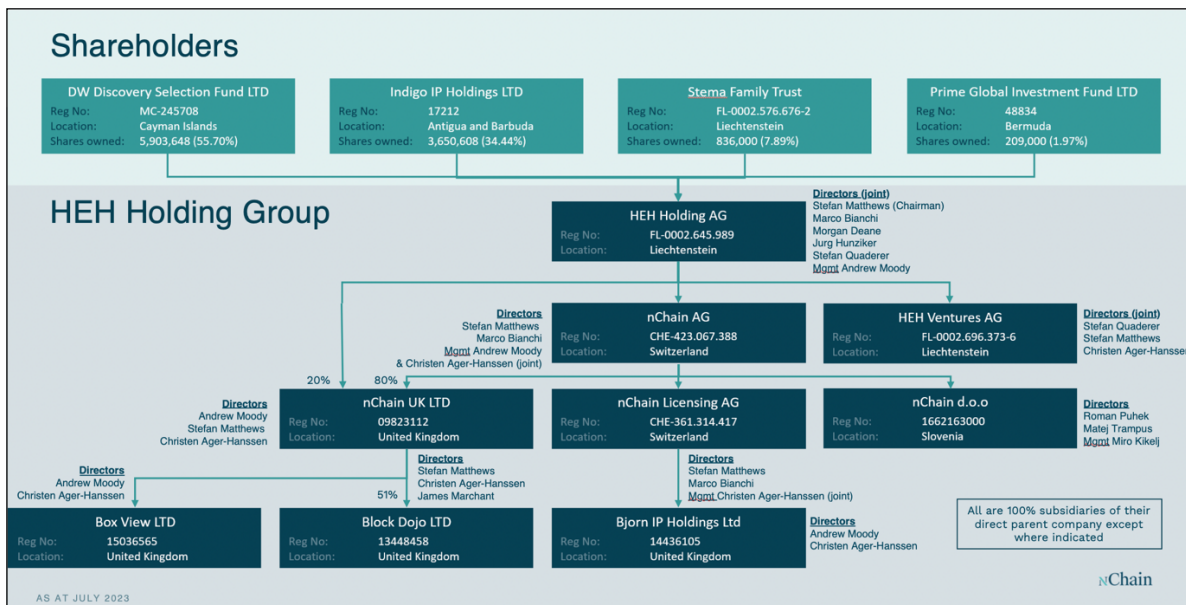 Shareholders
DW Discovery Selection Fund LTD
Reg No: MC-245708
Location: Cayman Islands
Shares owned: 5,903,648 (55.70%)
Indigo IP Holdings LTD
Reg No: 17212
Location: Antigua and Barbuda
Shares owned: 3,650,608 (34.44%)
Stema Family Trust
Reg No: FL-0002.576.676-2
Location: Liechtenstein
Shares owned: 836,000 (7.89%)
Prime Global Investment Fund LTD
Reg No: 48834
Location: Bermuda
Shares owned: 209,000 (1.97%)
HEH Holding Group
HEH Holding AG
Reg No: FL-0002.645.989
Location: Liechtenstein
Directors (joint)
Stefan Matthews (Chairman)
Marco Bianchi
Morgan Deane
Jurg Hunziker
Stefan Quaderer
Mgmt Andrew Moody
Directors
Stefan Matthews
Marco Bianchi
Mgmt Andrew Moody
& Christen Ager-Hanssen (joint)
nChain AG
Reg No: CHE-423.067.388
Location: Switzerland
HEH Ventures AG
Reg No: FL-0002.696.373-6
Location: Liechtenstein
Directors (joint)
Stefan Quaderer
Stefan Matthews
Christen Ager-Hanssen
20%
80%
Directors
Andrew Moody
Stefan Matthews
Christen Ager-Hanssen
nChain UK LTD
Reg No: 09823112
Location: United Kingdom
nChain Licensing AG
Reg No: CHE-361.314.417
Location: Switzerland
nChain d.o.o
Reg No: 1662163000
Location: Slovenia
Directors
Roman Puhek
Matej Trampus
Mgmt Miro Kikelj
Directors
Andrew Moody
Christen Ager-Hanssen
Directors
Stefan Matthews
Christen Ager-Hanssen
James Marchant
51%
Directors
Stefan Matthews
Marco Bianchi
Mgmt Christen Ager-Hanssen (joint)
Box View LTD
Reg No: 15036565
Location: United Kingdom
Block Dojo LTD
Reg No: 13448458
Location: United Kingdom
Bjorn IP Holdings Ltd
Reg No: 14436105
Location: United Kingdom
Directors
Andrew Moody
Christen Ager-Hanssen
All are 100% subsidiaries of their
direct parent company except
where indicated
nChain
AS AT JULY 2023